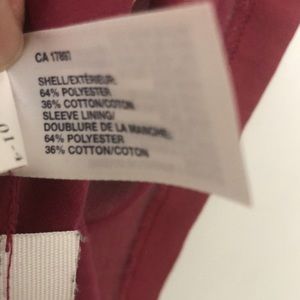 CA 17897
SHELL/EXTÉRIEUR:
64% POLYESTER
36% COTTON/COTON
SLEEVE LINING/
DOUBLURE DE LA MANCHE:
64% POLYESTER
36% COTTON/COTON